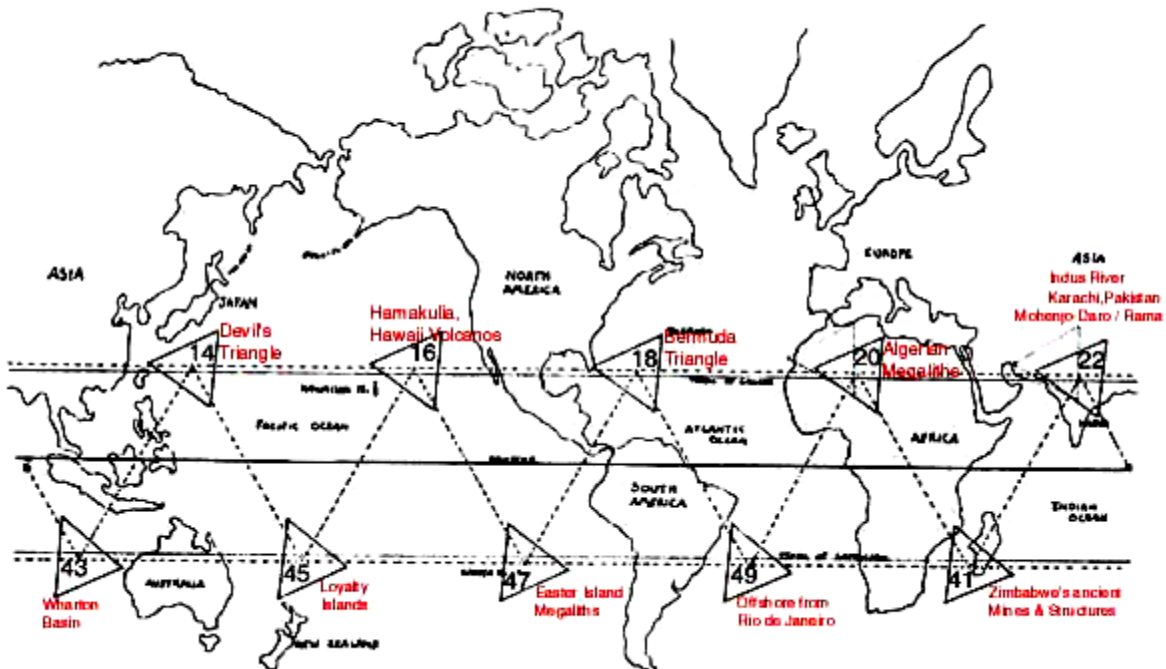 ASIA
EUROPE
ASIA
Indus River
Karachi,Pakistan
Mohenjo Daro / Rama
NORTH
AMERICA
JAPAN
Devil's
Triangle
Hamakulia,
Hawaii Volcanos
Bermuda
Triangle
Algerian
Megaliths
14
16
18
20
22
PACIFIC OCEAN
ATLANTIC
OCEAN
AFRICA
INDIA
SOUTH
AMERICA
INDIAN
OCEAN
43
45
47
49
41
AUSTRALIA
Wharton
Basin
Loyalty
Islands
Easter Island
Megaliths
Offshore from
Rio de Janeiro
Zimbabwe's ancient
Mines & Structures
NEW ZEALAND